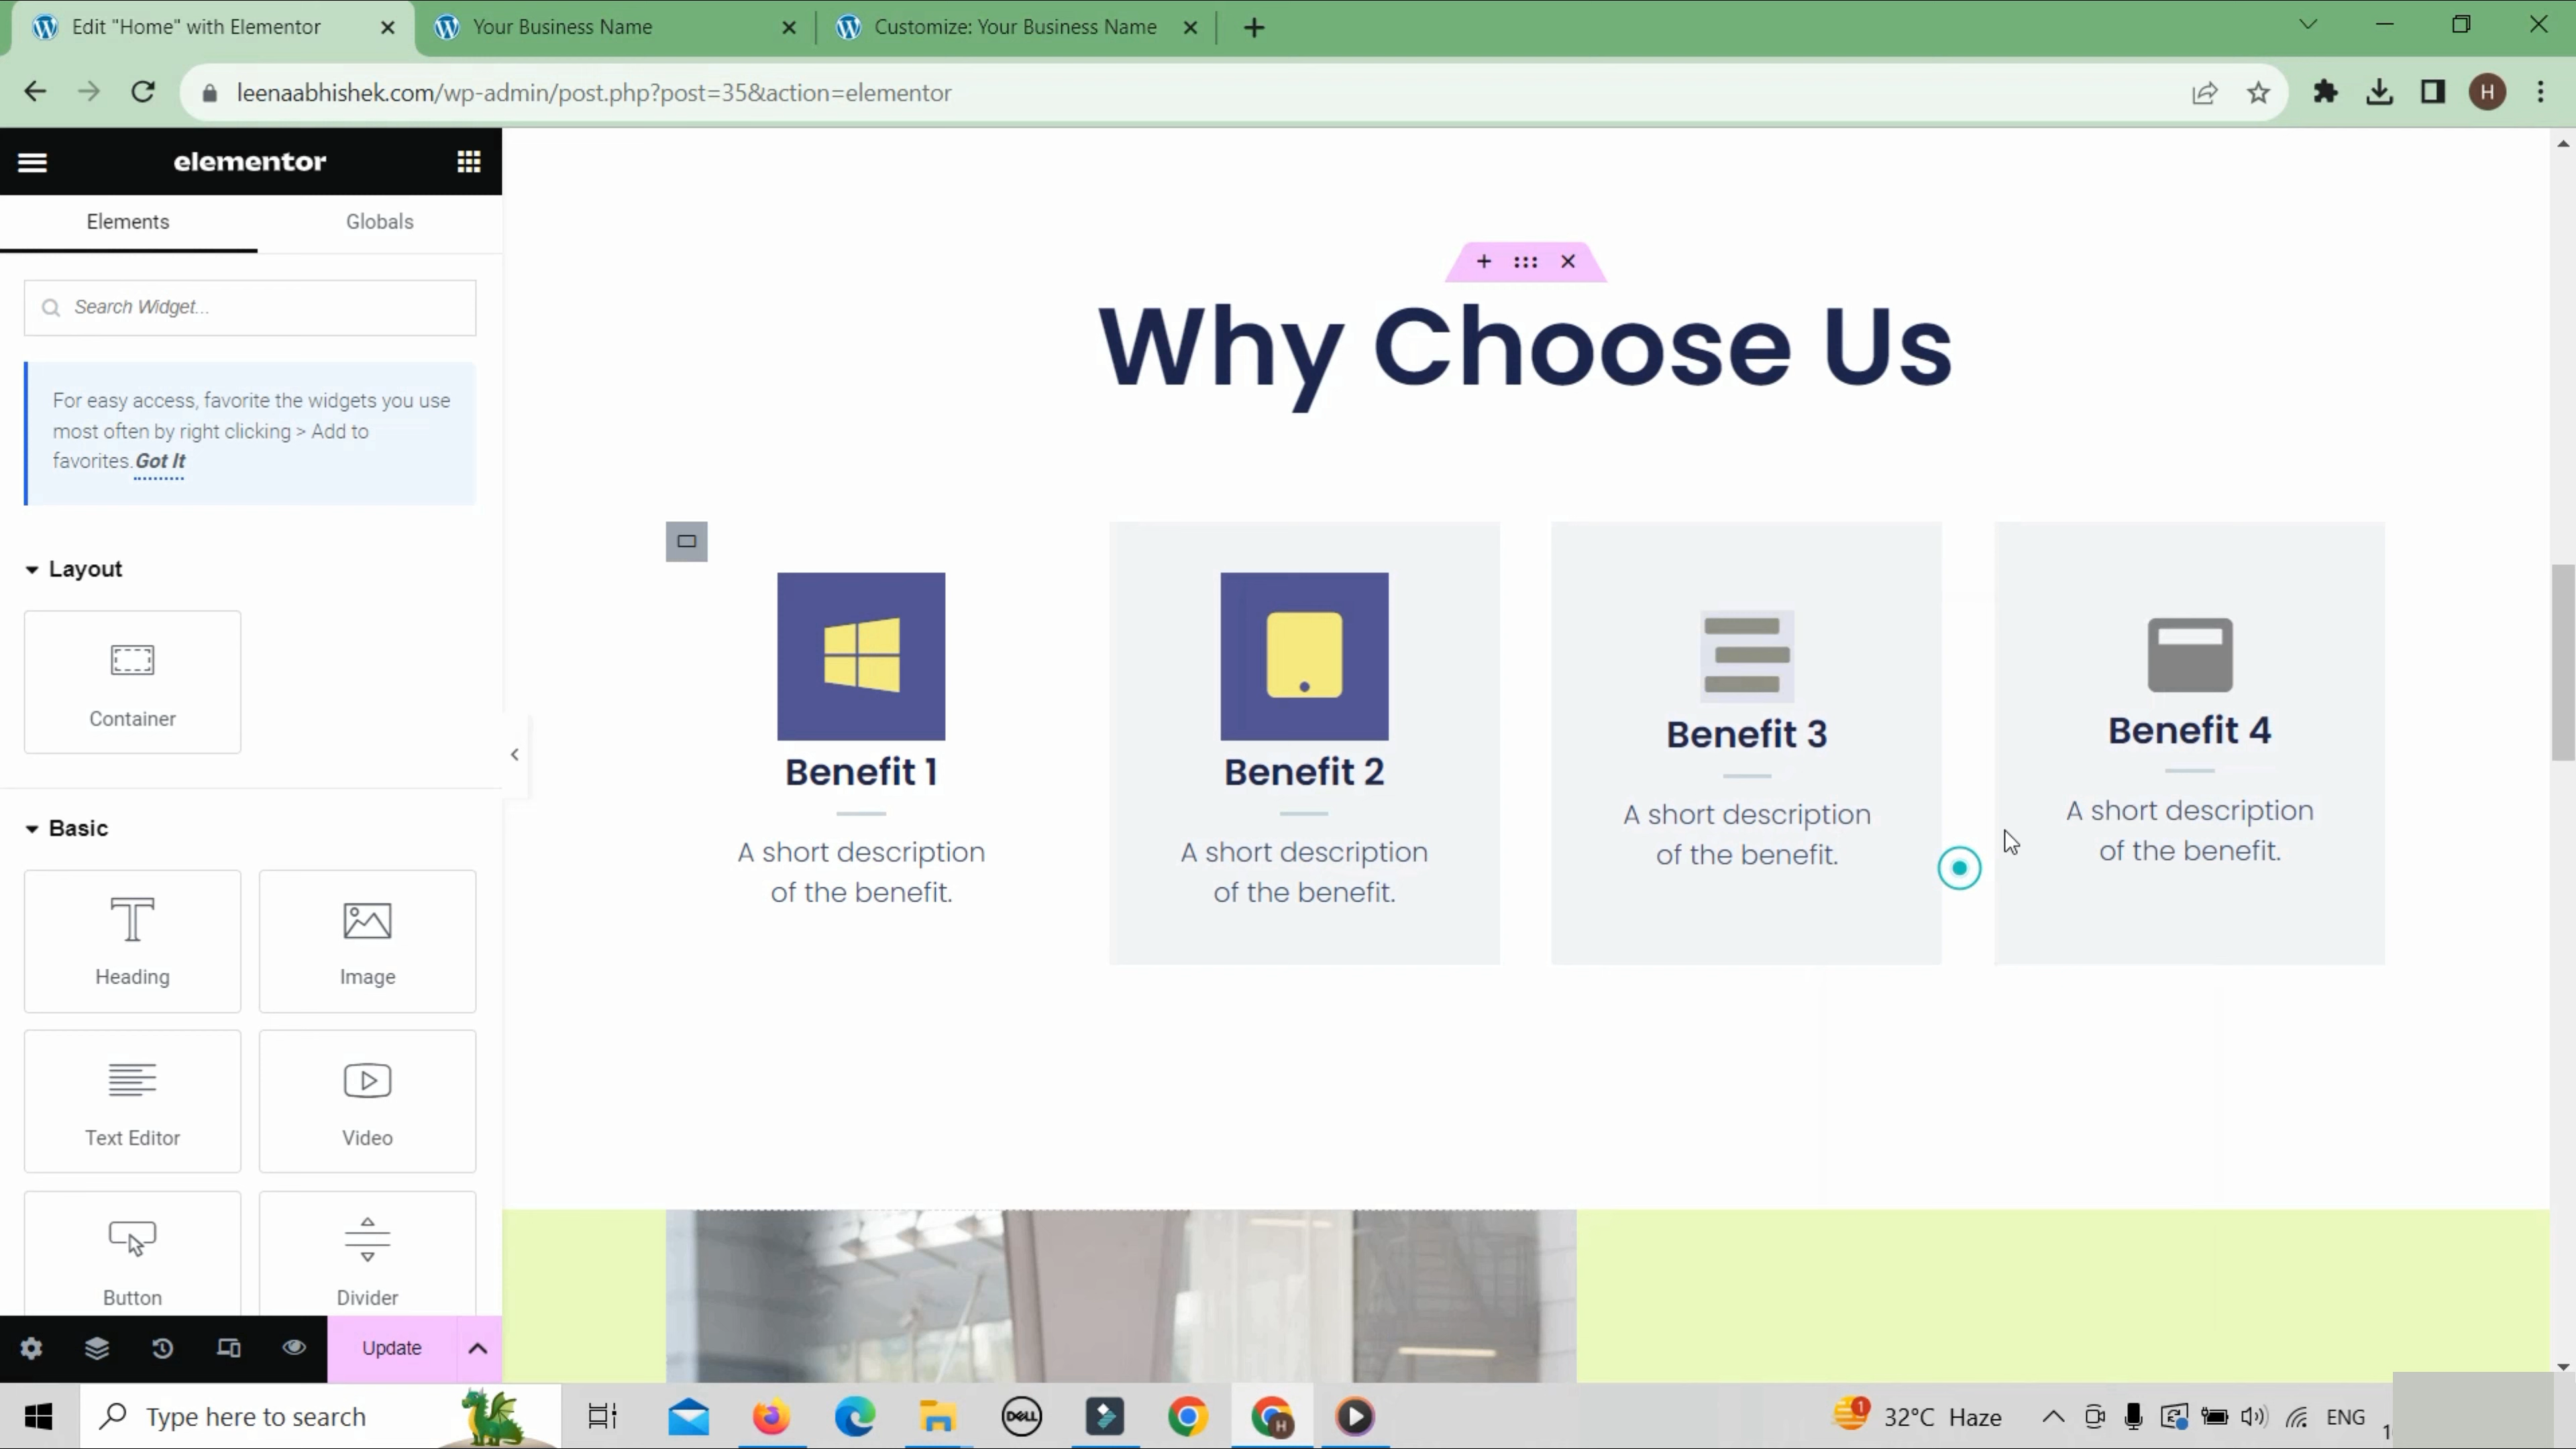 Edit "Home" with Elementor
Your Business Name
Customize: Your Business Name
leenaabhishek.com/wp-admin/post.php?post=35&action=elementor
H
elementor
Elements
Globals
Search Widget...
For easy access, favorite the widgets you use
most often by right clicking > Add to
favorites. Got It
Layout
Container
Basic
Heading
Image
Text Editor
Video
Button
Divider
Update
Why Choose Us
Benefit 1
A short description
of the benefit.
Benefit 2
A short description
of the benefit.
Benefit 3
A short description
of the benefit.
Benefit 4
A short description
of the benefit.
Type here to search
DELL
H
1
32°C Haze
ENG